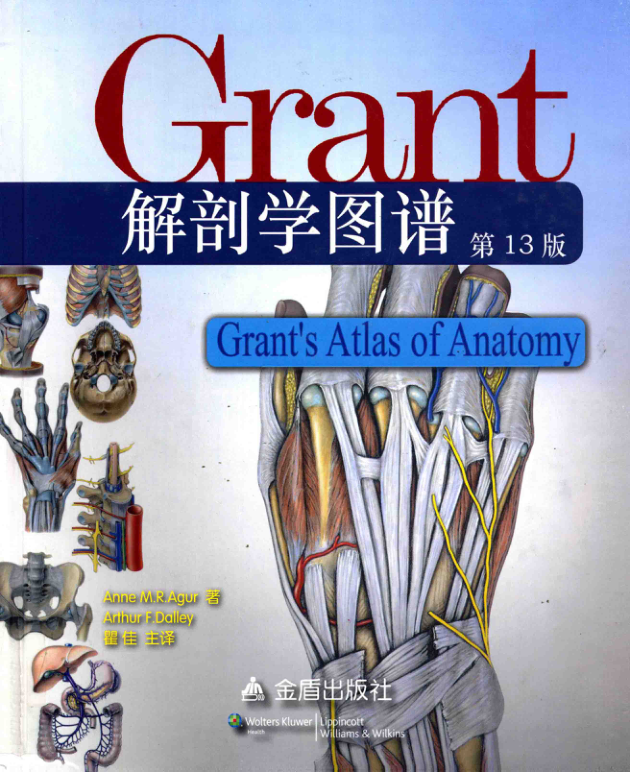 Grant
解剖学图谱 第13版
Grant's Atlas of Anatomy
Anne M.R.Agur 著
Arthur F.Dalley
瞿佳 主译
金盾出版社
Wolters Kluwer
Health
Lippincott
Williams & Wilkins